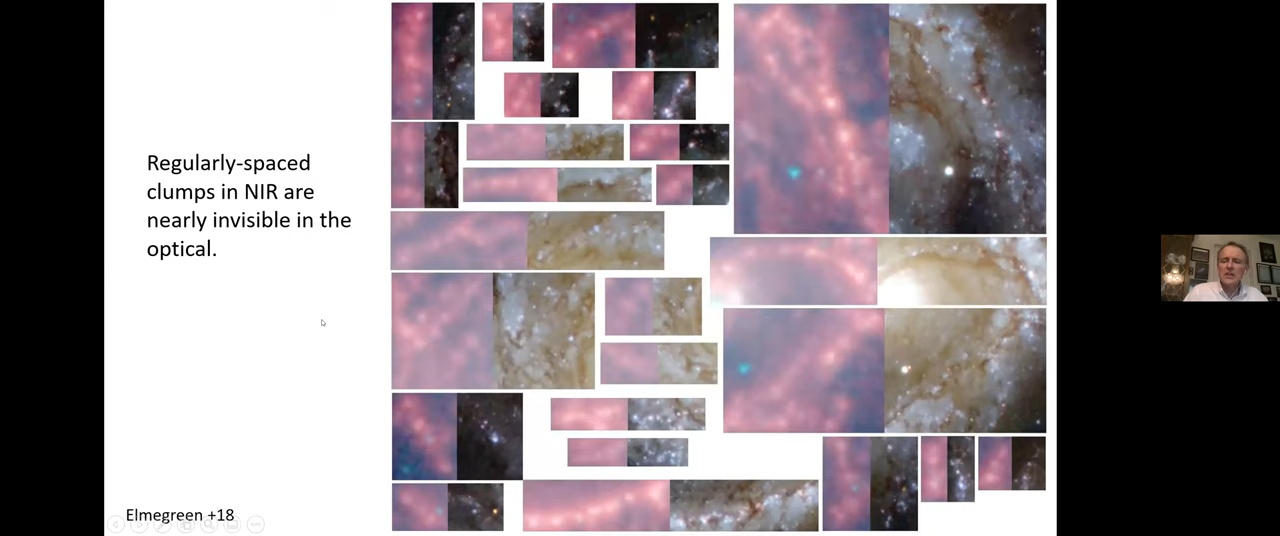 Regularly-spaced
clumps in NIR are
nearly invisible in the
optical.
Elmegreen +18